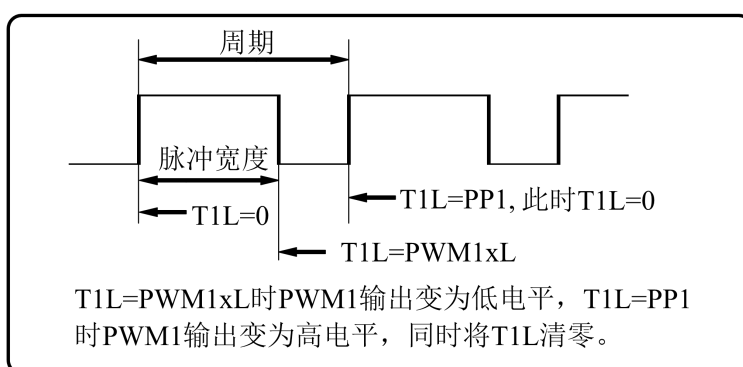 周期
脉冲宽度
T1L=0
T1L=PP1, 此时T1L=0
T1L=PWM1xL
T1L=PWM1xL时PWM1输出变为低电平，T1L=PP1
时PWM1输出变为高电平，同时将T1L清零。